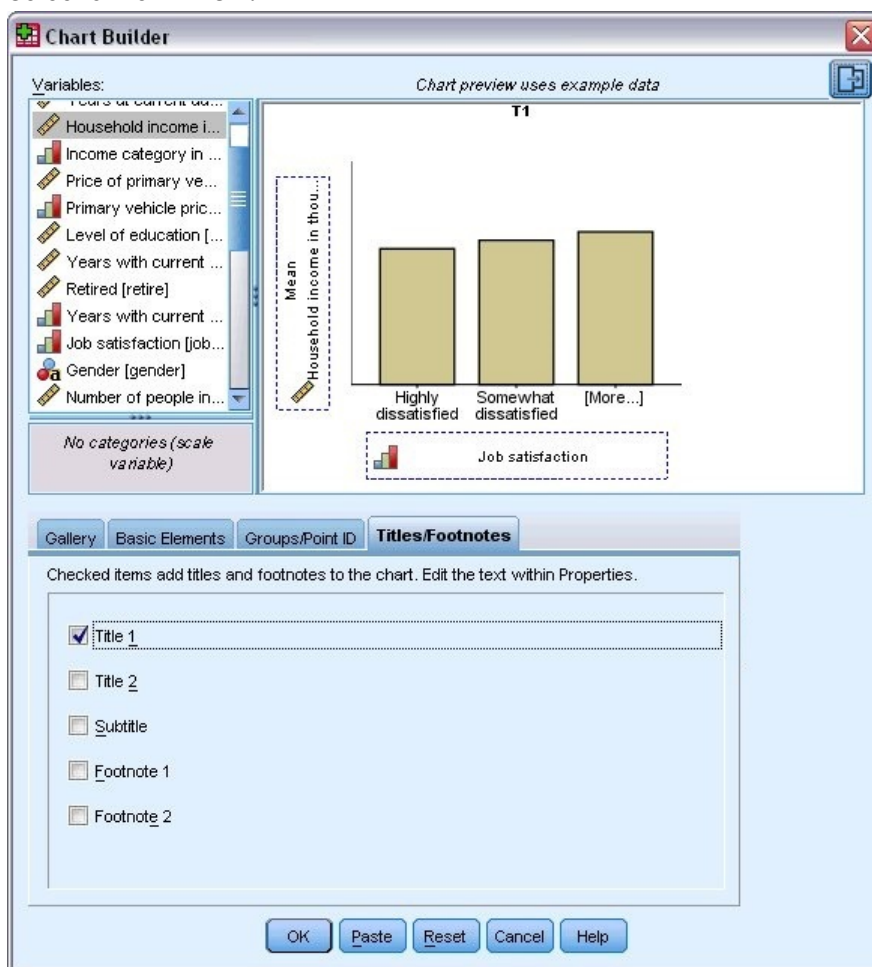 Chart Builder
Variables:
Chart preview uses example data
Household income i...
Income category in ...
Price of primary ve...
Primary vehicle pric...
Level of education [...
Years with current ...
Retired [retire]
Years with current ...
Job satisfaction [job...
Gender [gender]
Number of people in...
No categories (scale
variable)
T1
Mean
Household income in thou...
Highly
dissatisfied
Somewhat
dissatisfied
[More...]
Job satisfaction
Gallery
Basic Elements
Groups/Point ID
Titles/Footnotes
Checked items add titles and footnotes to the chart. Edit the text within Properties.
Title 1
Title 2
Subtitle
Footnote 1
Footnote 2
OK
Paste
Reset
Cancel
Help